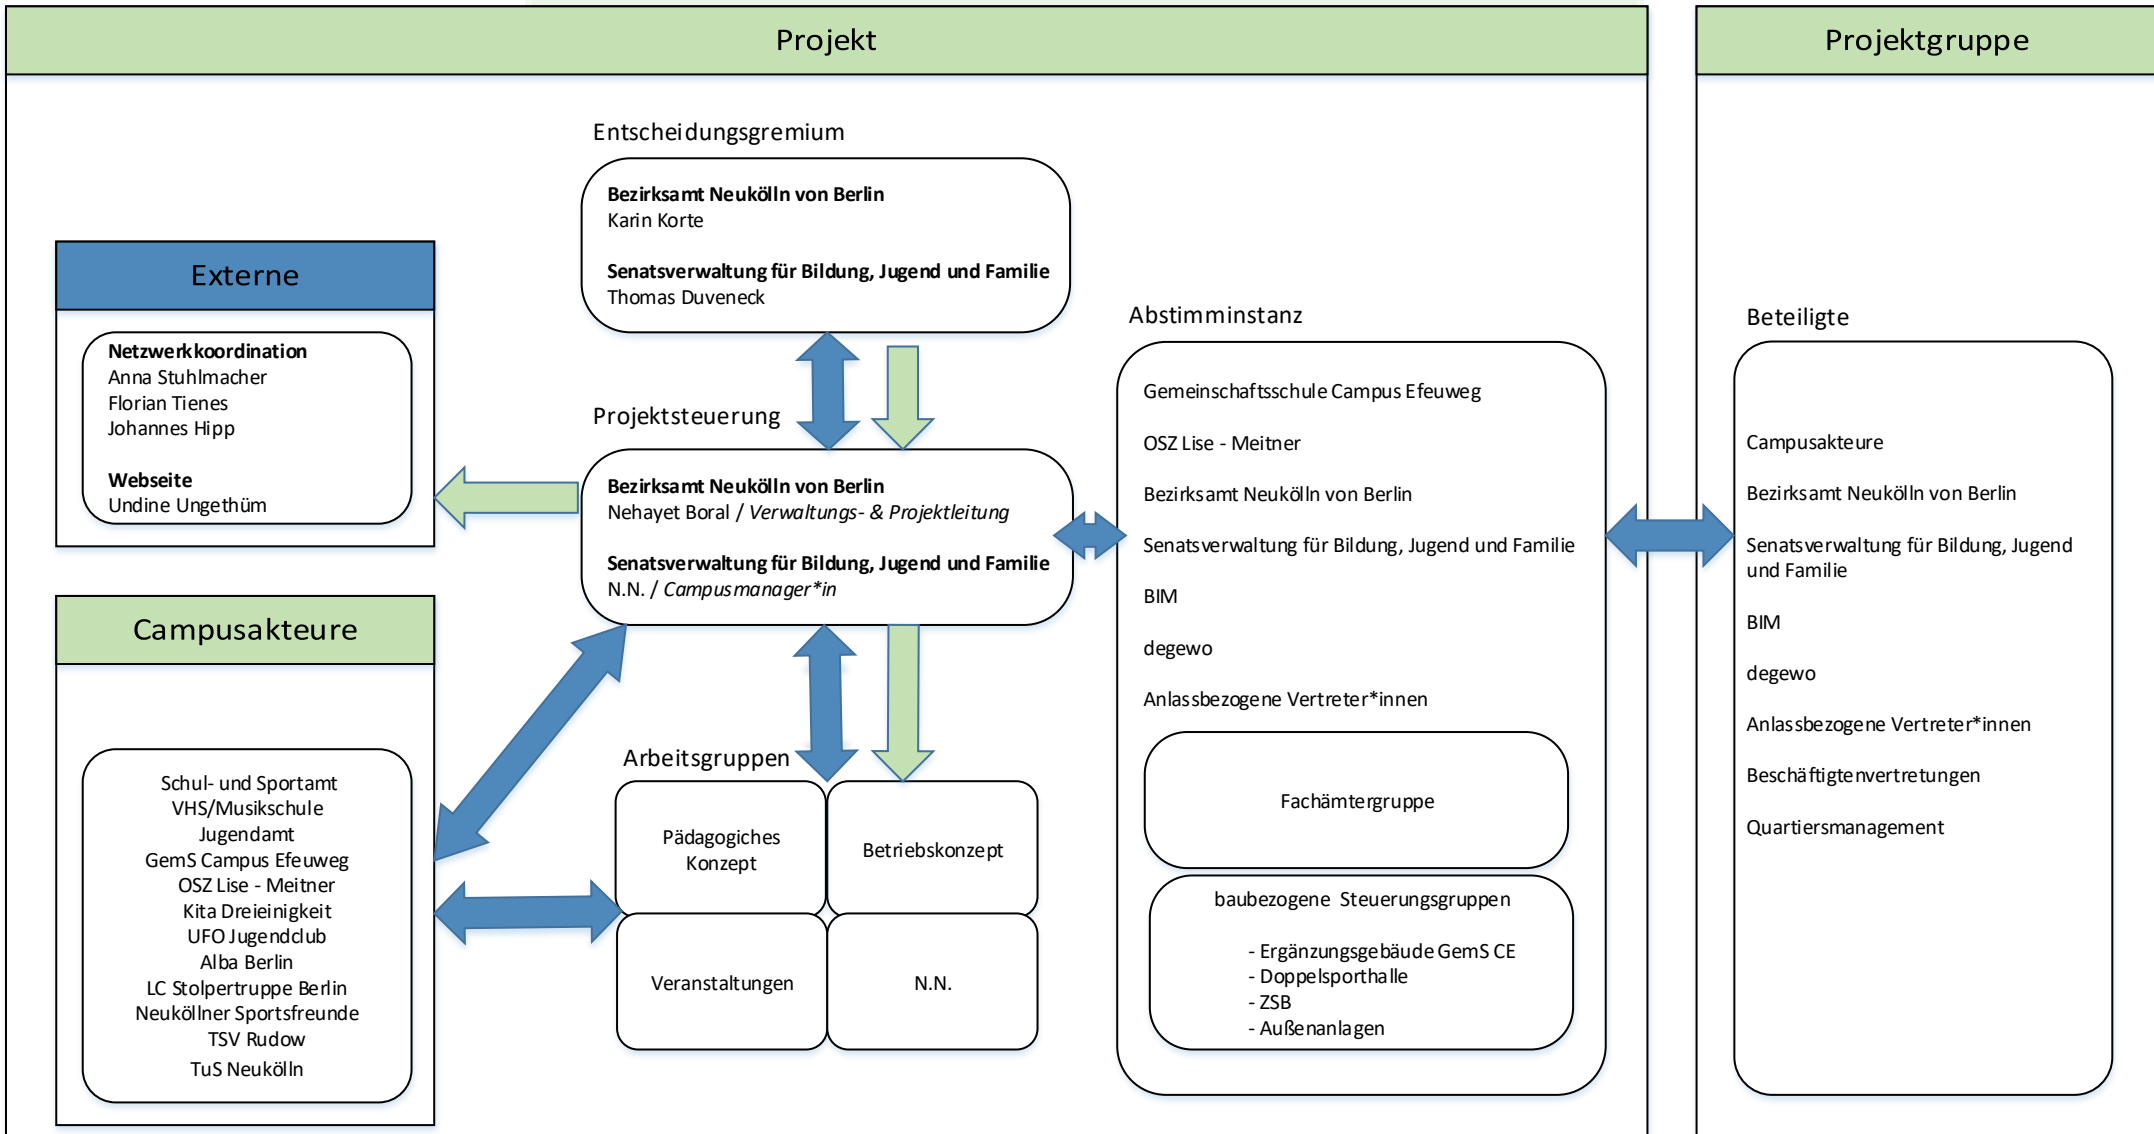 Projekt
Projektgruppe
Entscheidungsgremium
Bezirksamt Neukölln von Berlin
Karin Korte
Senatsverwaltung für Bildung, Jugend und Familie
Thomas Duveneck
Externe
Netzwerkkoordination
Anna Stuhlmacher
Florian Tienes
Johannes Hipp
Webseite
Undine Ungethüm
Projektsteuerung
Bezirksamt Neukölln von Berlin
Nehayet Boral / Verwaltungs- & Projektleitung
Senatsverwaltung für Bildung, Jugend und Familie
N.N. / Campusmanager*in
Campusakteure
Schul- und Sportamt
VHS/Musikschule
Jugendamt
GemS Campus Efeuweg
OSZ Lise - Meitner
Kita Dreieinigkeit
UFO Jugendclub
Alba Berlin
LC Stolpertruppe Berlin
Neuköllner Sportsfreunde
TSV Rudow
TuS Neukölln
Arbeitsgruppen
Pädagogiches
Konzept
Betriebskonzept
Veranstaltungen
N.N.
Abstimminstanz
Gemeinschaftsschule Campus Efeuweg
OSZ Lise - Meitner
Bezirksamt Neukölln von Berlin
Senatsverwaltung für Bildung, Jugend und Familie
BIM
degewo
Anlassbezogene Vertreter*innen
Fachämtergruppe
baubezogene Steuerungsgruppen
- Ergänzungsgebäude GemS CE
- Doppelsporthalle
- ZSB
- Außenanlagen
Beteiligte
Campusakteure
Bezirksamt Neukölln von Berlin
Senatsverwaltung für Bildung, Jugend
und Familie
BIM
degewo
Anlassbezogene Vertreter*innen
Beschäftigtenvertretungen
Quartiersmanagement